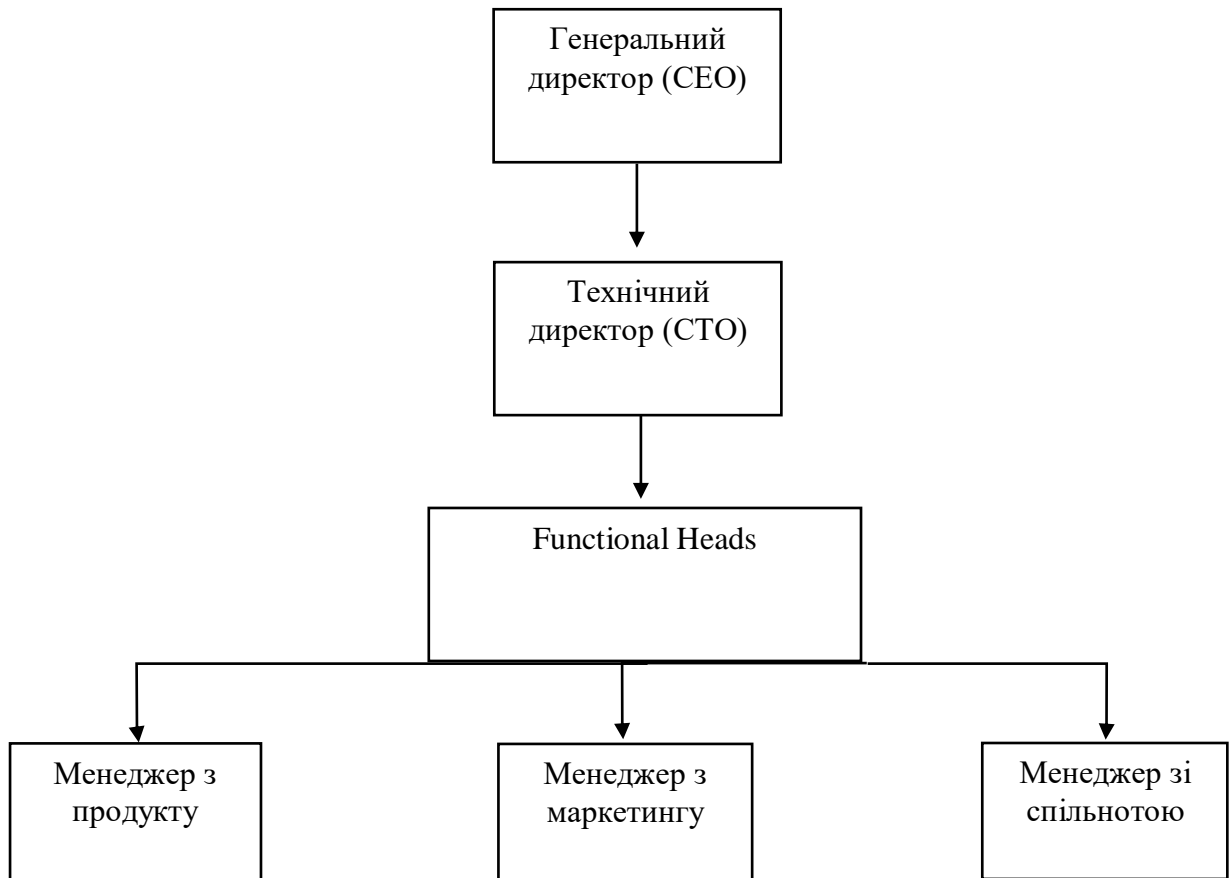 Генеральний
директор (CEO)
Технічний
директор (CTO)
Functional Heads
Менеджер з
продукту
Менеджер з
маркетингу
Менеджер зі
спільнотою